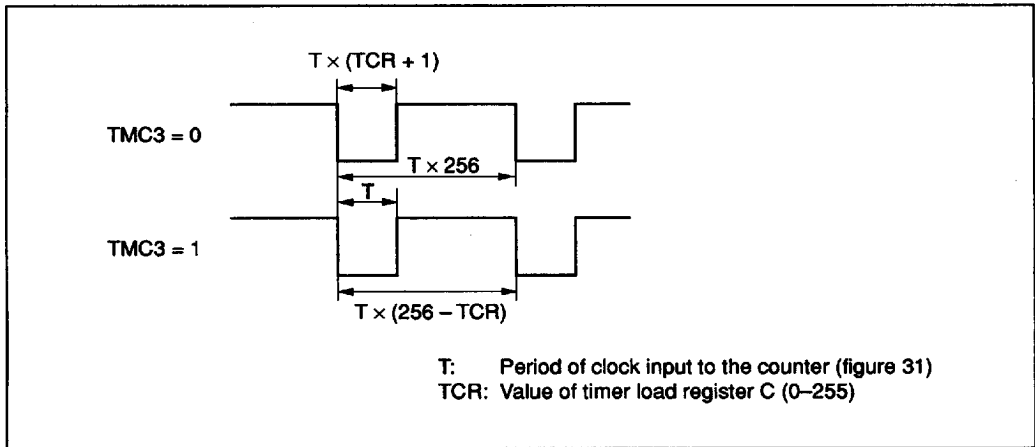 T × (TCR + 1)
TMC3 = 0
T × 256
T
TMC3 = 1
T × (256 – TCR)
T: Period of clock input to the counter (figure 31)
TCR: Value of timer load register C (0–255)